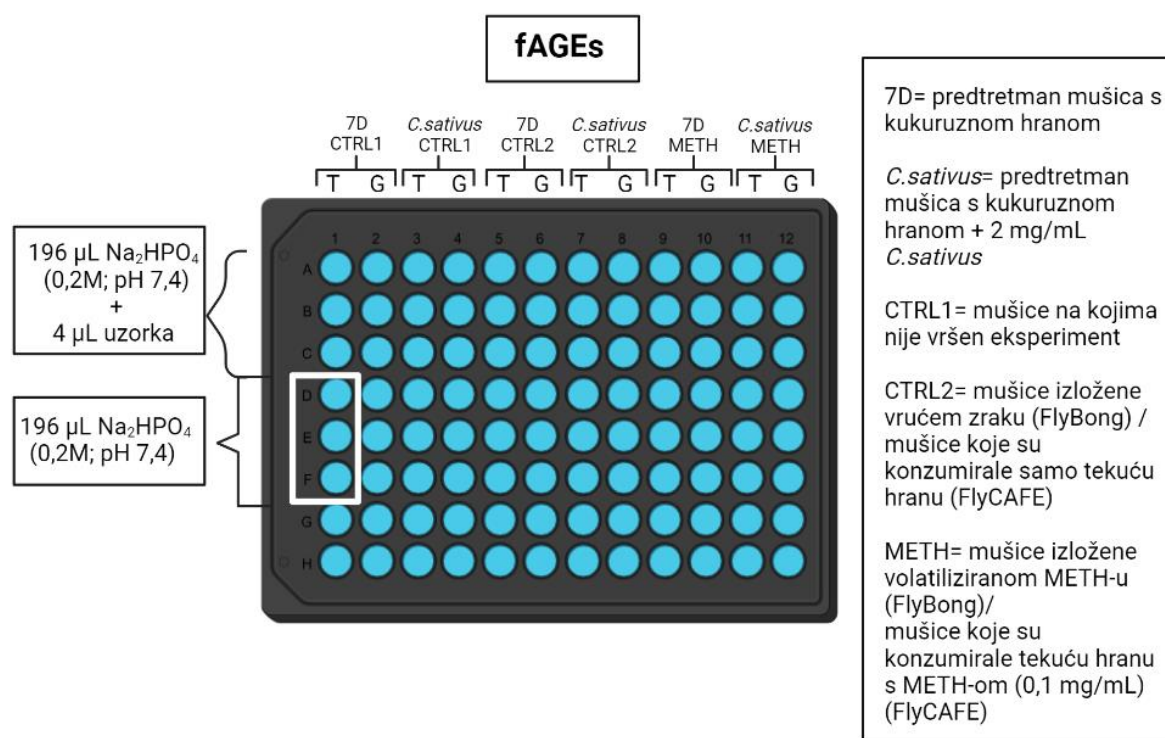 fAGEs
7D
CTRL1
C.sativus
CTRL1
7D
CTRL2
C.sativus
CTRL2
7D
METH
C.sativus
METH
T G T G T G T G T G T G
1 2 3 4 5 6 7 8 9 10 11 12
A
B
C
D
E
F
G
H
196 µL Na₂HPO₄
(0,2M; pH 7,4)
+
4 µL uzorka
196 µL Na₂HPO₄
(0,2M; pH 7,4)
7D= predtretman mušica s
kukuruznom hranom
C.sativus= predtretman
mušica s kukuruznom
hranom + 2 mg/mL
C.sativus
CTRL1= mušice na kojima
nije vršen eksperiment
CTRL2= mušice izložene
vrućem zraku (FlyBong) /
mušice koje su
konzumirale samo tekuću
hranu (FlyCAFE)
METH= mušice izložene
volatiliziranom METH-u
(FlyBong)/
mušice koje su
konzumirale tekuću hranu
s METH-om (0,1 mg/mL)
(FlyCAFE)